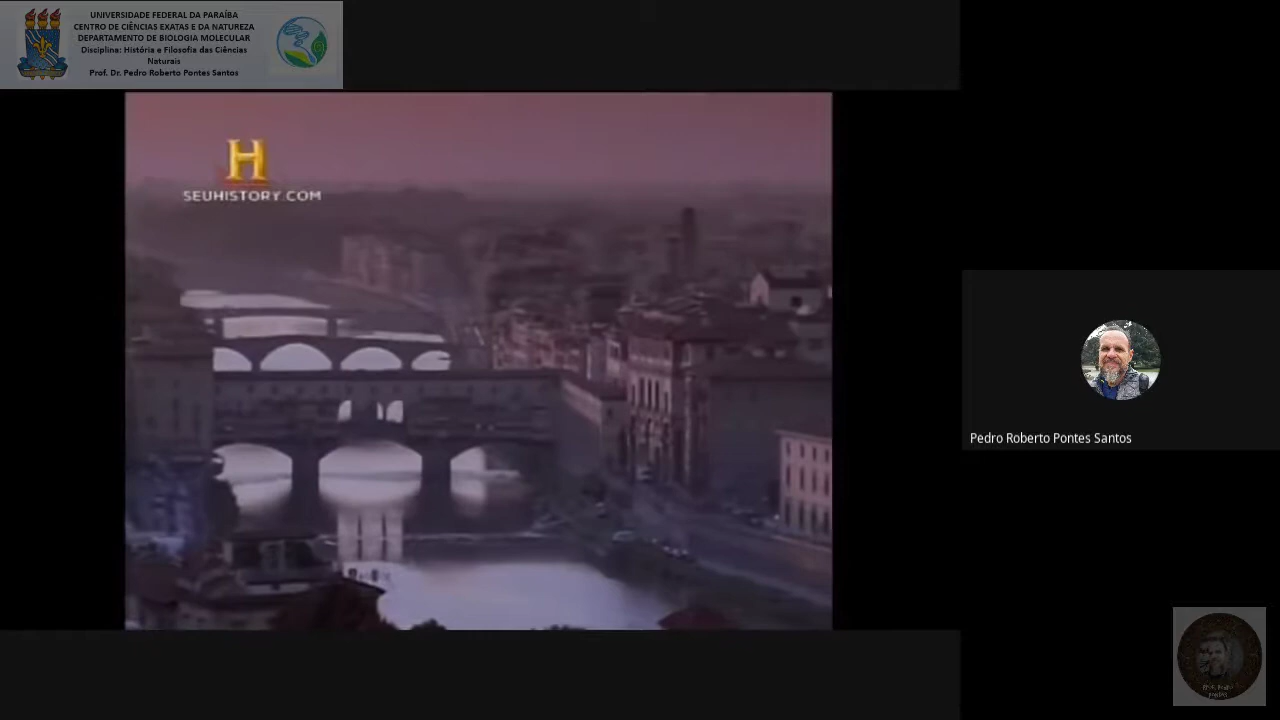 UNIVERSIDADE FEDERAL DA PARAÍBA
CENTRO DE CIÊNCIAS EXATAS E DA NATUREZA
DEPARTAMENTO DE BIOLOGIA MOLECULAR
Disciplina: História e Filosofia das Ciências
Naturais
Prof. Dr. Pedro Roberto Pontes Santos
H
SEUHISTORY.COM
Pedro Roberto Pontes Santos